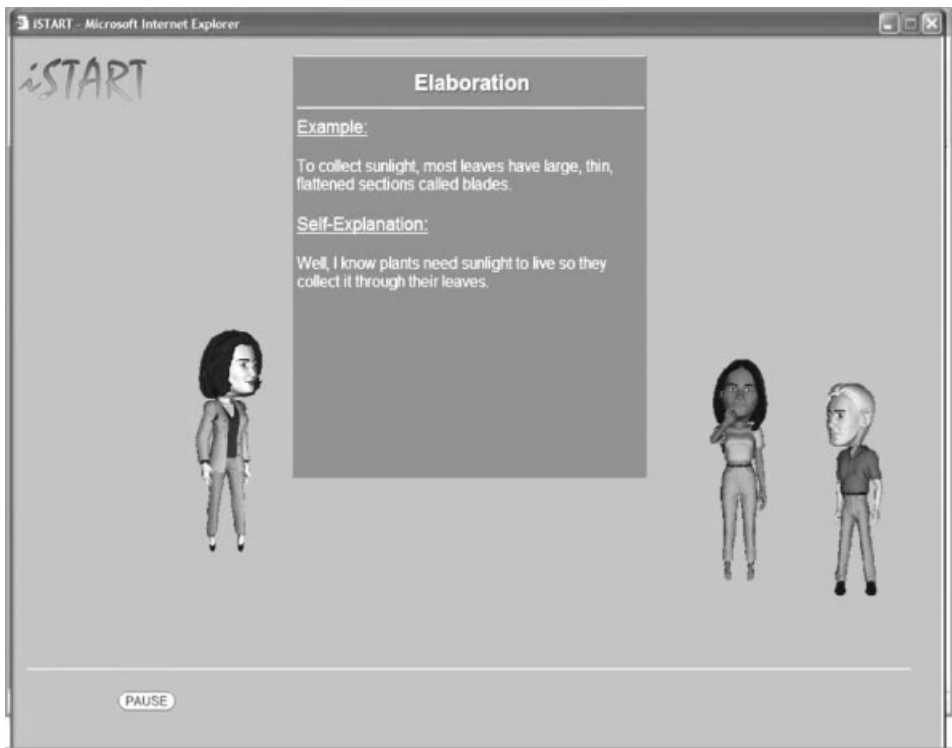 iSTART - Microsoft Internet Explorer
iSTART
Elaboration
Example:
To collect sunlight, most leaves have large, thin,
flattened sections called blades.
Self-Explanation:
Well, I know plants need sunlight to live so they
collect it through their leaves.
PAUSE